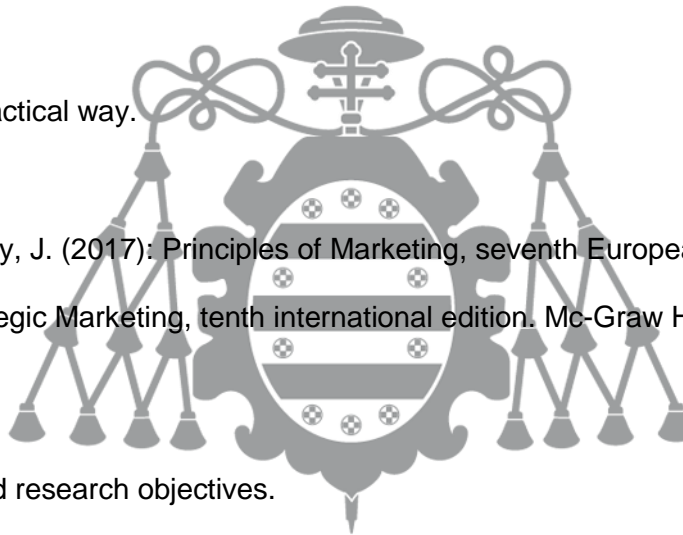 actical way.
y, J. (2017): Principles of Marketing, seventh Europea
egic Marketing, tenth international edition. Mc-Graw H
d research objectives.